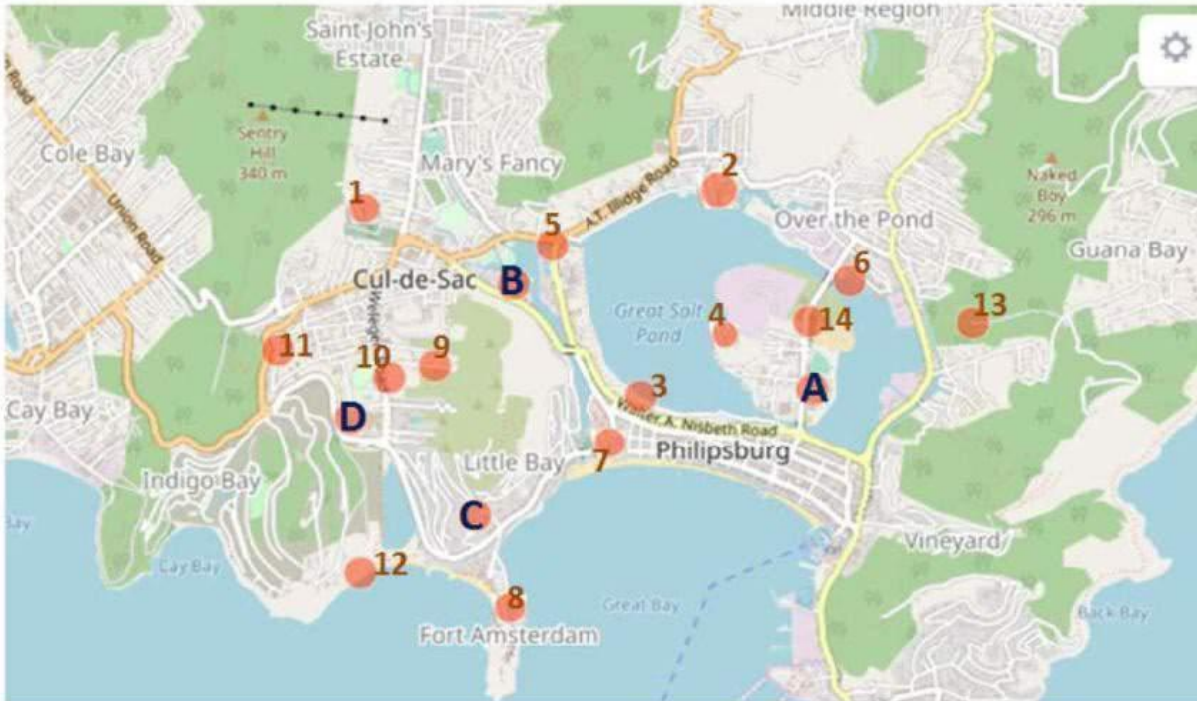 Middle Region
Saint John's
Estate
Sentry
Hill
340 m
Cole Bay
Mary's Fancy
Union Road
A.T. Illidge Road
1
2
5
Naked
Boy
296 m
Over the Pond
Guana Bay
B
Cul-de-Sac
6
Great Salt
Pond
4
14
13
11
10
9
3
A
Cay Bay
D
Walter A. Nisbeth Road
7
Philipsburg
Little Bay
Indigo Bay
C
Vineyard
Cay Bay
12
8
Great Bay
Back Bay
Fort Amsterdam